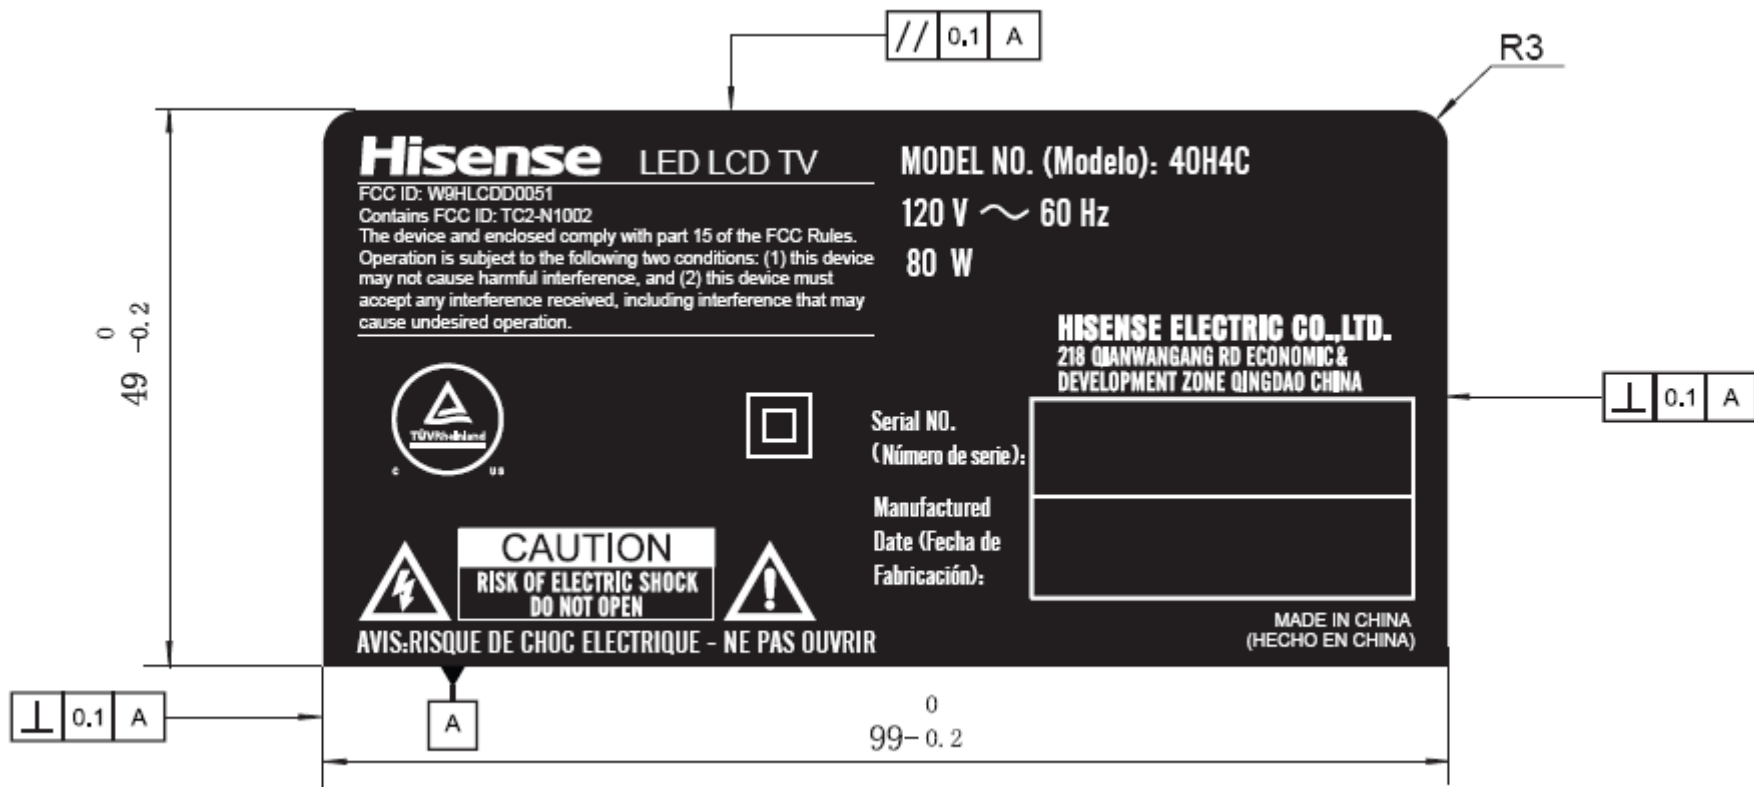 // 0.1 A
R3
Hisense LED LCD TV
FCC ID: W9HLCDD0051
Contains FCC ID: TC2-N1002
The device and enclosed comply with part 15 of the FCC Rules.
Operation is subject to the following two conditions: (1) this device
may not cause harmful interference, and (2) this device must
accept any interference received, including interference that may
cause undesired operation.
MODEL NO. (Modelo): 40H4C
120 V ～ 60 Hz
80 W
HISENSE ELECTRIC CO.,LTD.
218 QIANWANGANG RD ECONOMIC &
DEVELOPMENT ZONE QINGDAO CHINA
0
49 -0.2
⊥ 0.1 A
TÜVRheinland
C US
Serial NO.
(Número de serie):
Manufactured
Date (Fecha de
Fabricación):
CAUTION
RISK OF ELECTRIC SHOCK
DO NOT OPEN
!
AVIS:RISQUE DE CHOC ELECTRIQUE - NE PAS OUVRIR
MADE IN CHINA
(HECHO EN CHINA)
⊥ 0.1 A
A
0
99-0.2